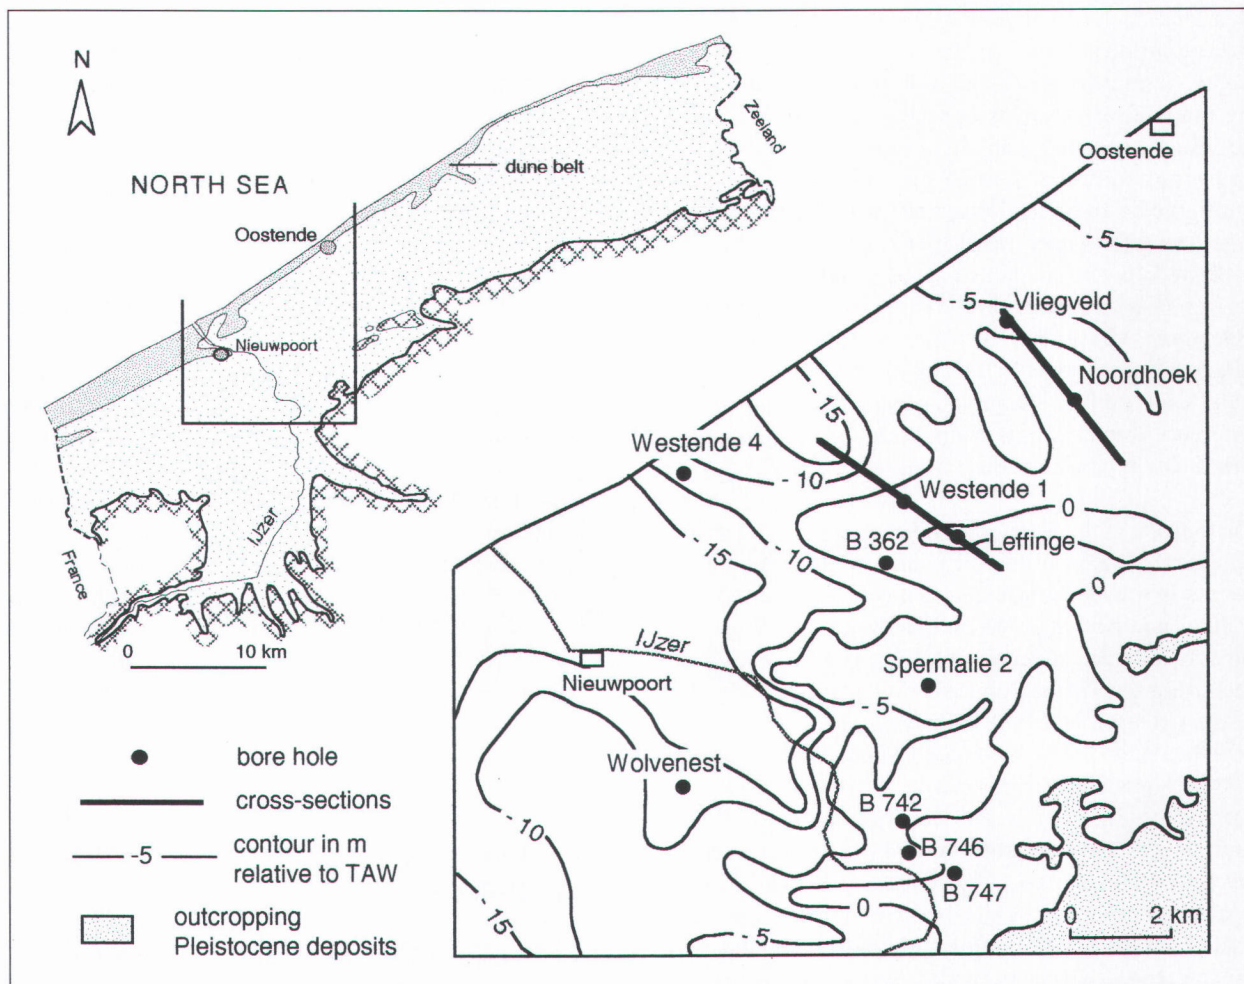 N
NORTH SEA
Zeeland
dune belt
Oostende
Nieuwpoort
IJzer
France
0 10 km
bore hole
cross-sections
-5 contour in m
relative to TAW
outcropping
Pleistocene deposits
Oostende
- 5
- 5
Vliegveld
Noordhoek
- 15
Westende 4
- 10
Westende 1
0
- 15
- 10
B 362
Leffinge
0
IJzer
Nieuwpoort
Spermalie 2
- 5
Wolvenest
B 742
- 10
B 746
B 747
- 15
0
- 5
0 2 km